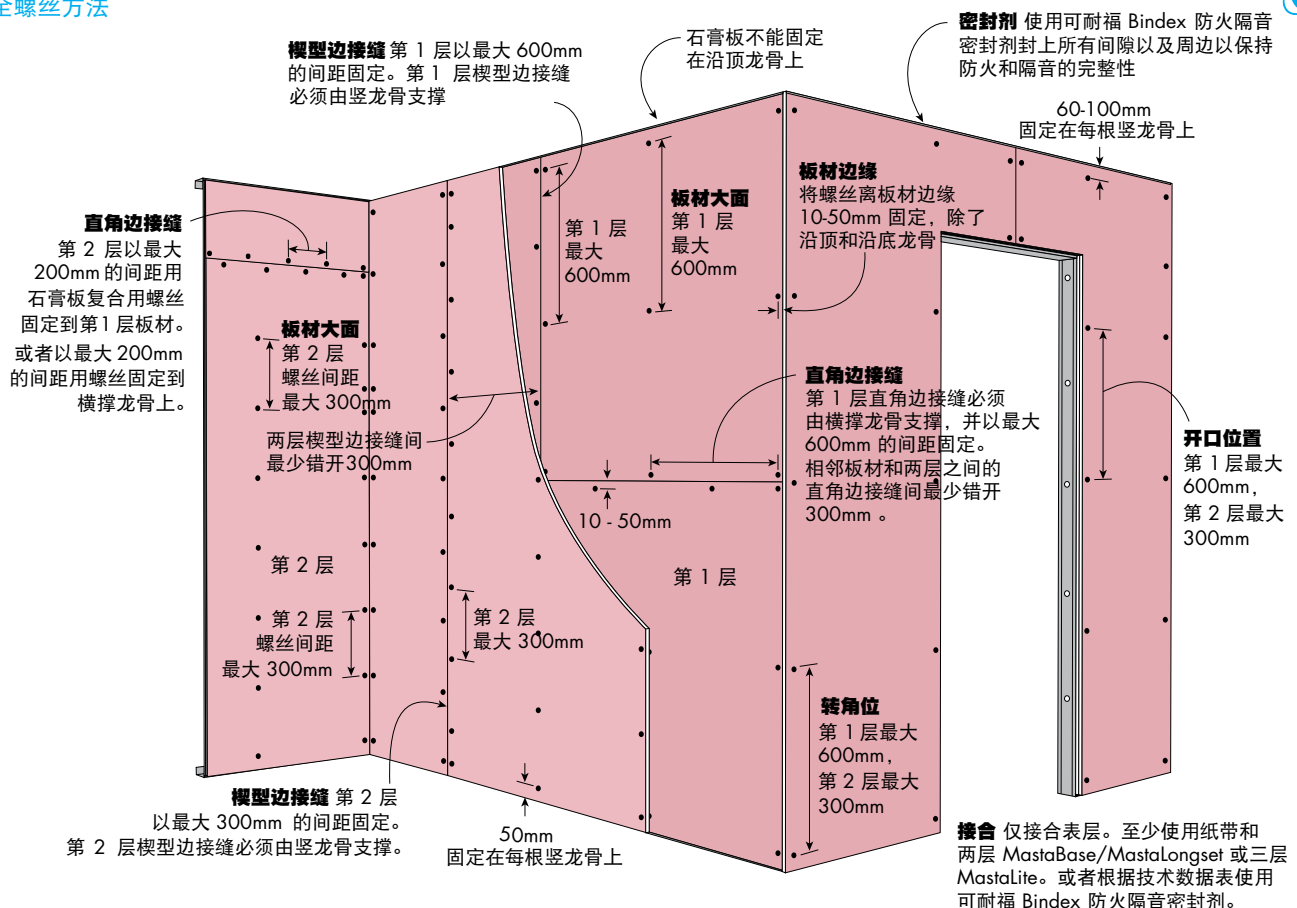 全螺丝方法
楔型边接缝 第 1 层以最大 600mm
的间距固定。第 1 层楔型边接缝
必须由竖龙骨支撑
石膏板不能固定
在沿顶龙骨上
密封剂 使用可耐福 Bindex 防火隔音
密封剂封上所有间隙以及周边以保持
防火和隔音的完整性
60-100mm
固定在每根竖龙骨上
直角边接缝
第 2 层以最大
200mm 的间距用
石膏板复合用螺丝
固定到第1 层板材。
或者以最大 200mm
的间距用螺丝固定到
横撑龙骨上。
板材大面
第 2 层
螺丝间距
最大 300mm
两层楔型边接缝间
最少错开300mm
第 1 层
最大
600mm
板材大面
第 1 层
最大
600mm
板材边缘
将螺丝离板材边缘
10-50mm 固定，除了
沿顶和沿底龙骨
直角边接缝
第 1 层直角边接缝必须
由横撑龙骨支撑，并以最大
600mm 的间距固定。
相邻板材和两层之间的
直角边接缝间最少错开
300mm 。
开口位置
第 1层最大
600mm，
第 2 层最大
300mm
10 - 50mm
第 2 层
第 1 层
第 2 层
螺丝间距
最大 300mm
第 2 层
最大 300mm
转角位
第 1层最大
600mm，
第 2 层最大
300mm
楔型边接缝 第 2 层
以最大 300mm 的间距固定。
第 2 层楔型边接缝必须由竖龙骨支撑。
50mm
固定在每根竖龙骨上
接合 仅接合表层。至少使用纸带和
两层 MastaBase/MastaLongset 或三层
MastaLite。或者根据技术数据表使用
可耐福 Bindex 防火隔音密封剂。